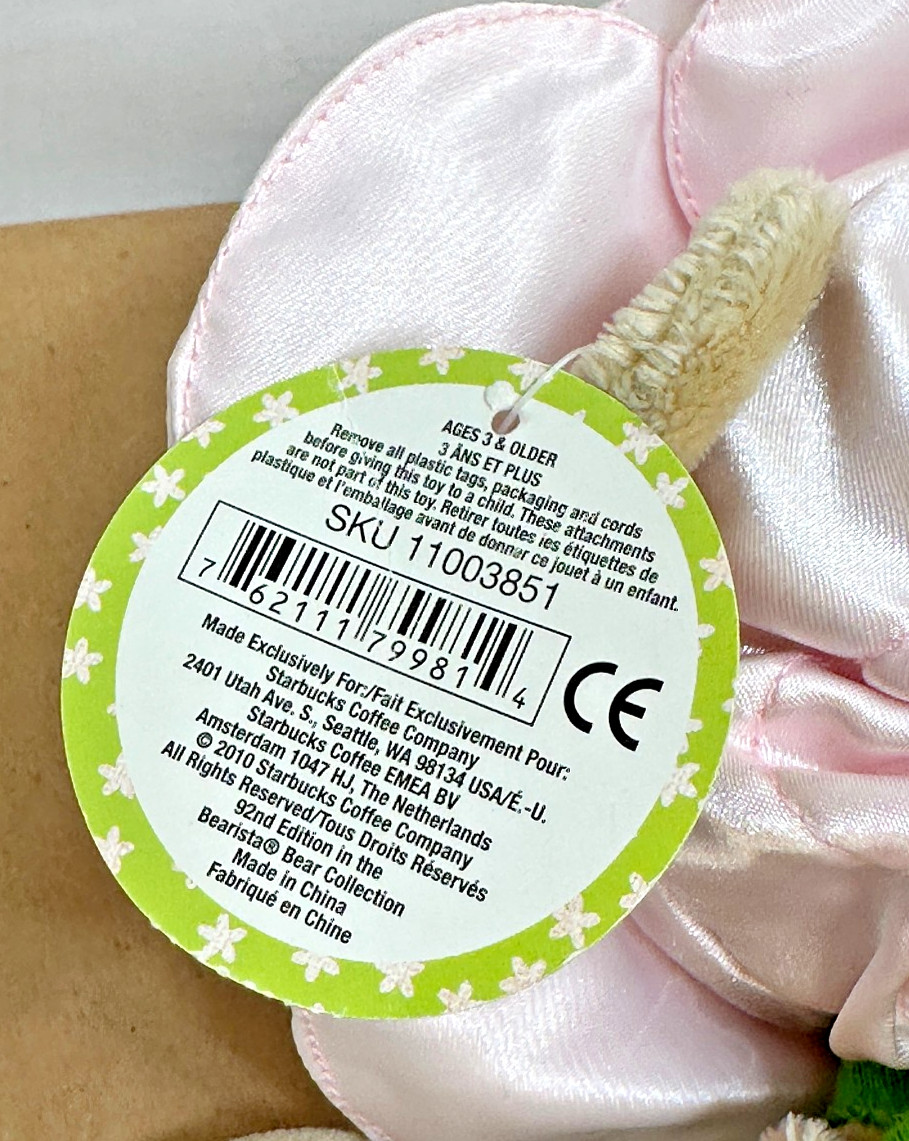 AGES 3 & OLDER
3 ÀNS ET PLUS
Remove all plastic tags, packaging and cords
before giving this toy to a child. These attachments
are not part of this toy. Retirer toutes les étiquettes de
plastique et l'emballage avant de donner ce jouet à un enfant.
SKU 11003851
7 62111 79981 4
CE
Made Exclusively For:/Fait Exclusivement Pour:
Starbucks Coffee Company
2401 Utah Ave. S., Seattle, WA 98134 USA/É.-U.
Starbucks Coffee EMEA BV
Amsterdam 1047 HJ, The Netherlands
© 2010 Starbucks Coffee Company
All Rights Reserved/Tous Droits Réservés
92nd Edition in the
Bearista® Bear Collection
Made in China
Fabriqué en Chine